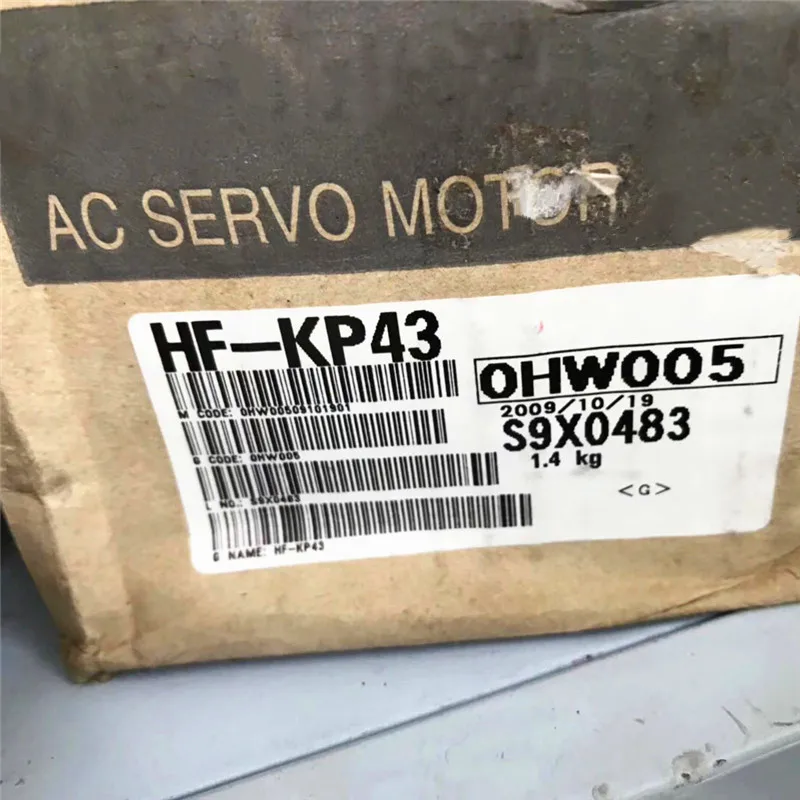 AC SERVO MOTOR
HF-KP43
0HW005
2009/10/19
M CODE: 0HW00509101901
S9X0483
G CODE: 0HW005
1.4 kg
L NO.: S9X0483
<G>
G NAME: HF-KP43